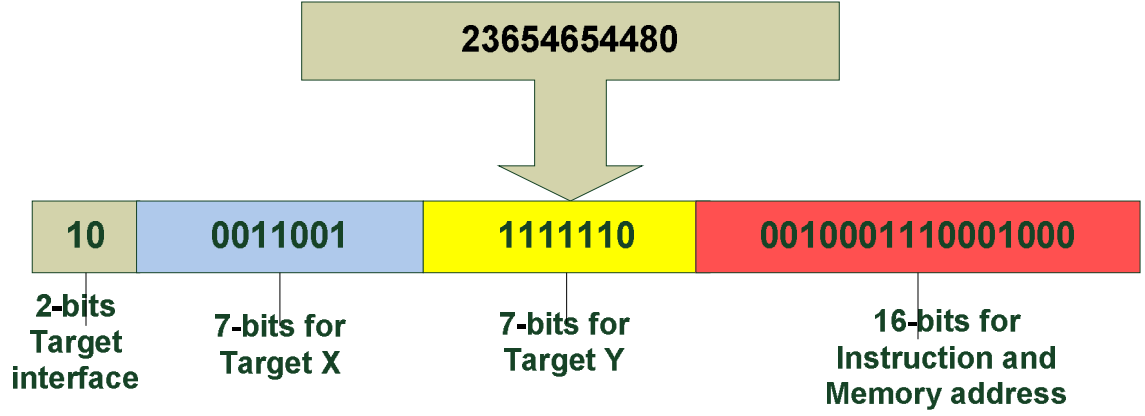 23654654480
10 0011001 1111110 0010001110001000
2-bits
Target
interface
7-bits for
Target X
7-bits for
Target Y
16-bits for
Instruction and
Memory address